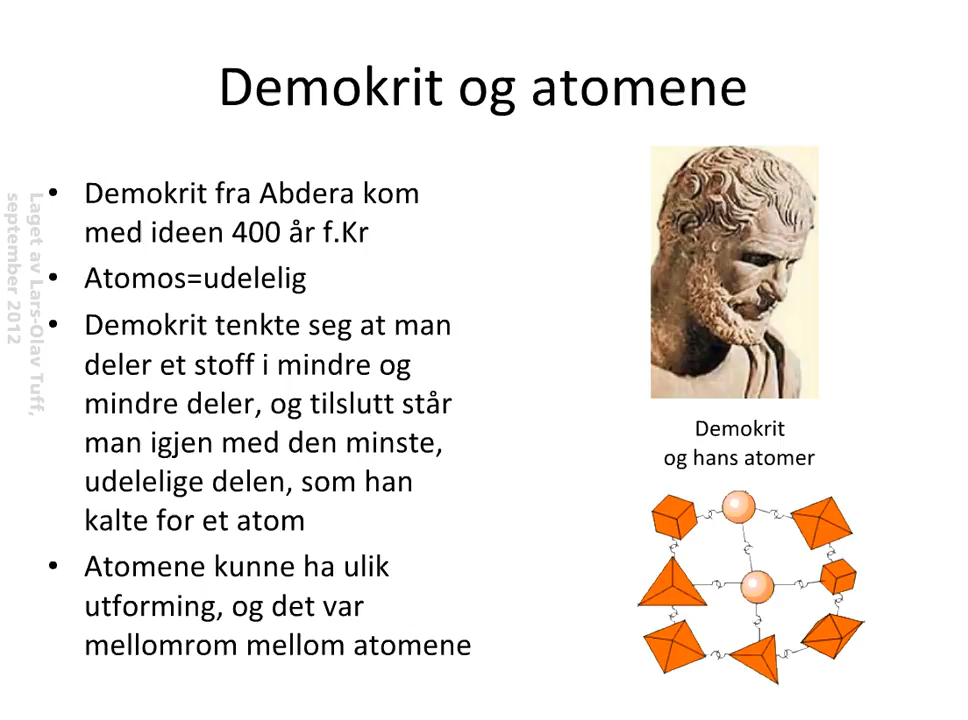 Demokrit og atomene
Laget av Lars-Olav Tuff,
september 2012
• Demokrit fra Abdera kom
med ideen 400 år f.Kr
• Atomos=udelelig
• Demokrit tenkte seg at man
deler et stoff i mindre og
mindre deler, og tilslutt står
man igjen med den minste,
udelelige delen, som han
kalte for et atom
• Atomene kunne ha ulik
utforming, og det var
mellomrom mellom atomene
Demokrit
og hans atomer